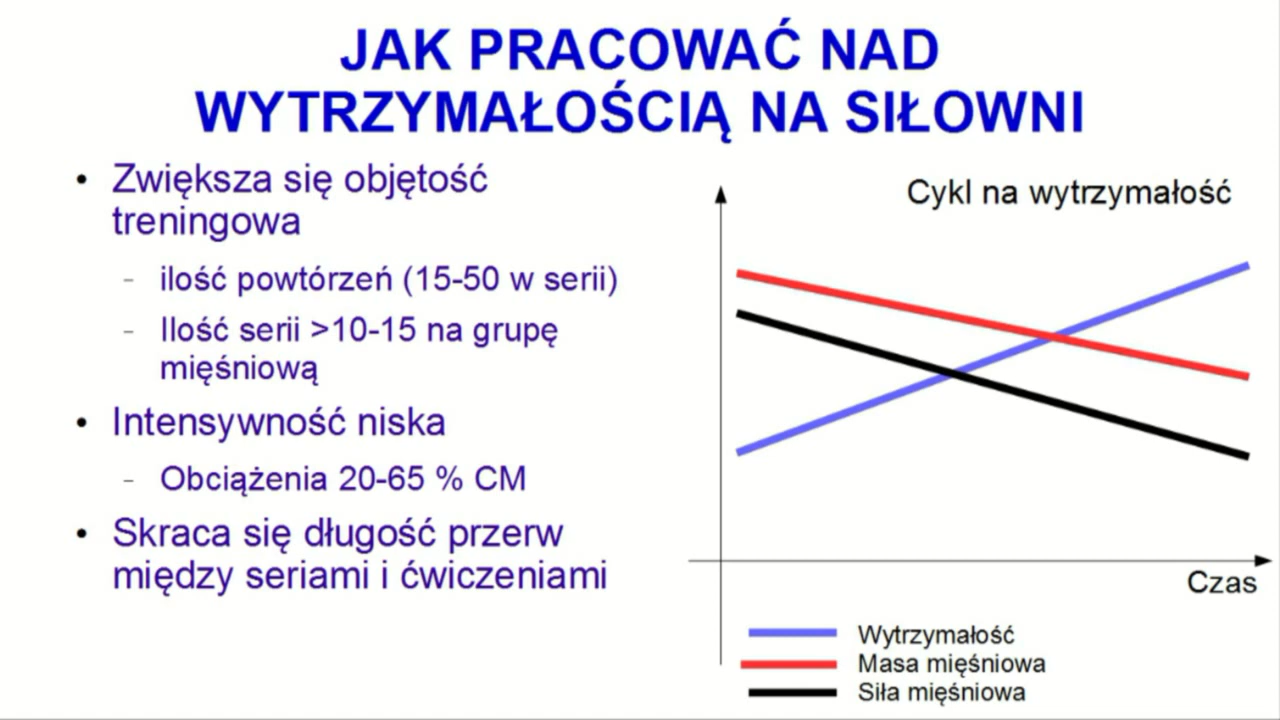 JAK PRACOWAĆ NAD
WYTRZYMAŁOŚCIĄ NA SIŁOWNI
• Zwiększa się objętość
treningowa
– ilość powtórzeń (15-50 w serii)
– Ilość serii >10-15 na grupę
mięśniową
• Intensywność niska
– Obciążenia 20-65 % CM
• Skraca się długość przerw
między seriami i ćwiczeniami
Cykl na wytrzymałość
Czas
Wytrzymałość
Masa mięśniowa
Siła mięśniowa